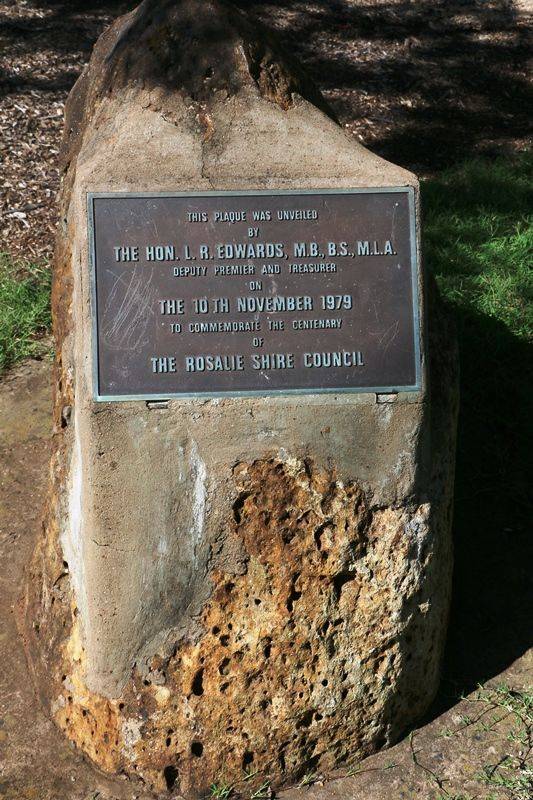 THIS PLAQUE WAS UNVEILED
BY
THE HON. L. R. EDWARDS, M.B., B.S., M.L.A.
DEPUTY PREMIER AND TREASURER
ON
THE 10TH NOVEMBER 1979
TO COMMEMORATE THE CENTENARY
OF
THE ROSALIE SHIRE COUNCIL